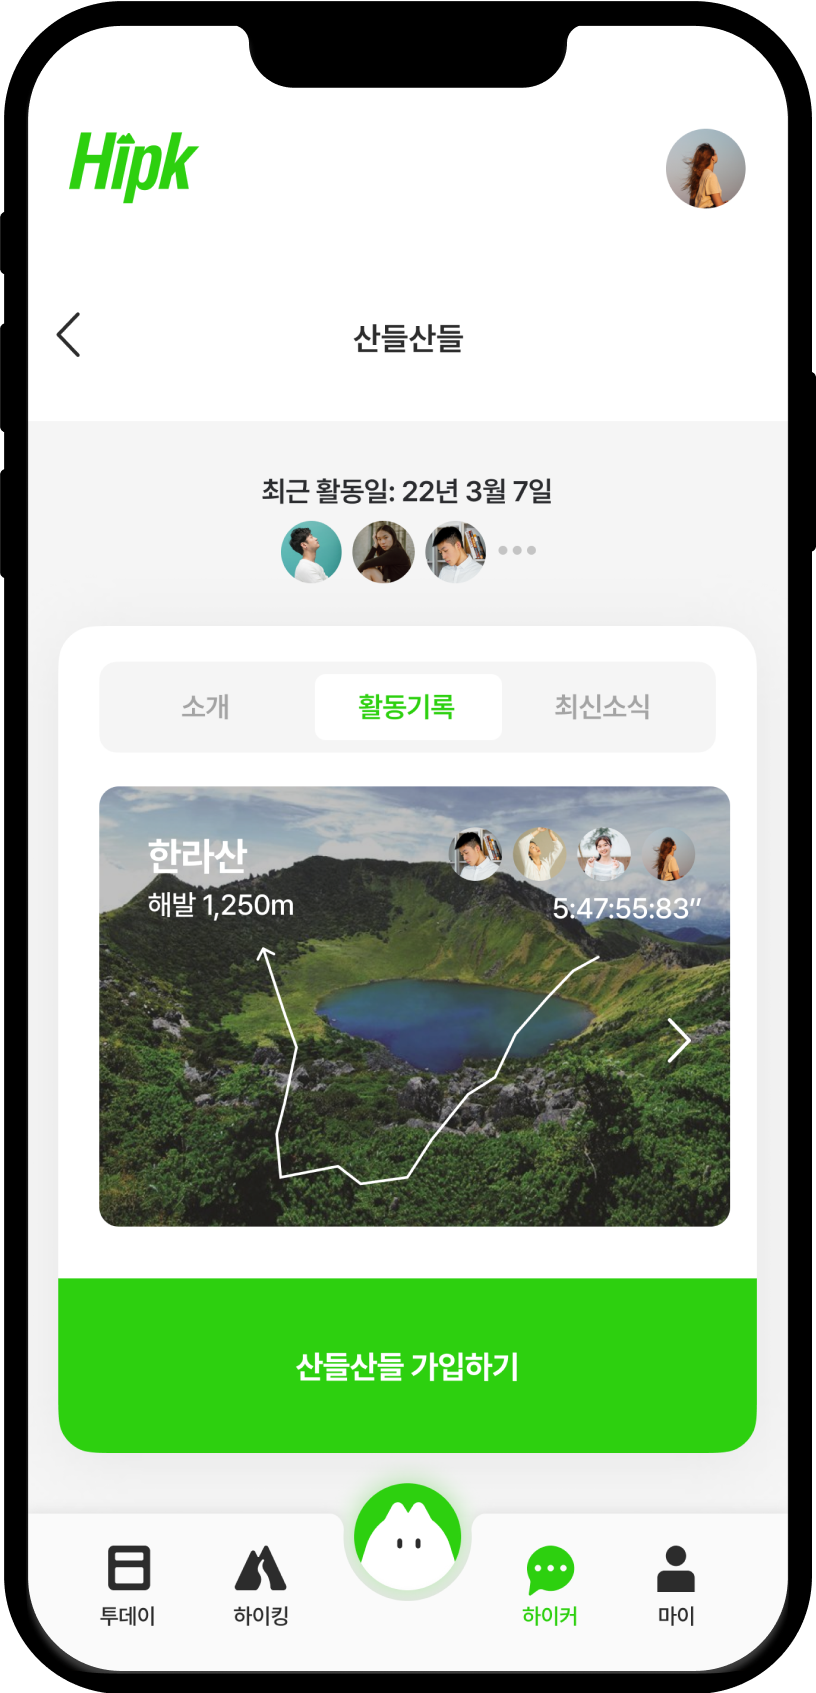 Hipk
산들산들
최근 활동일: 22년 3월 7일
소개 활동기록 최신소식
한라산
해발 1,250m
5:47:55:83’’
산들산들 가입하기
투데이 하이킹 하이커 마이